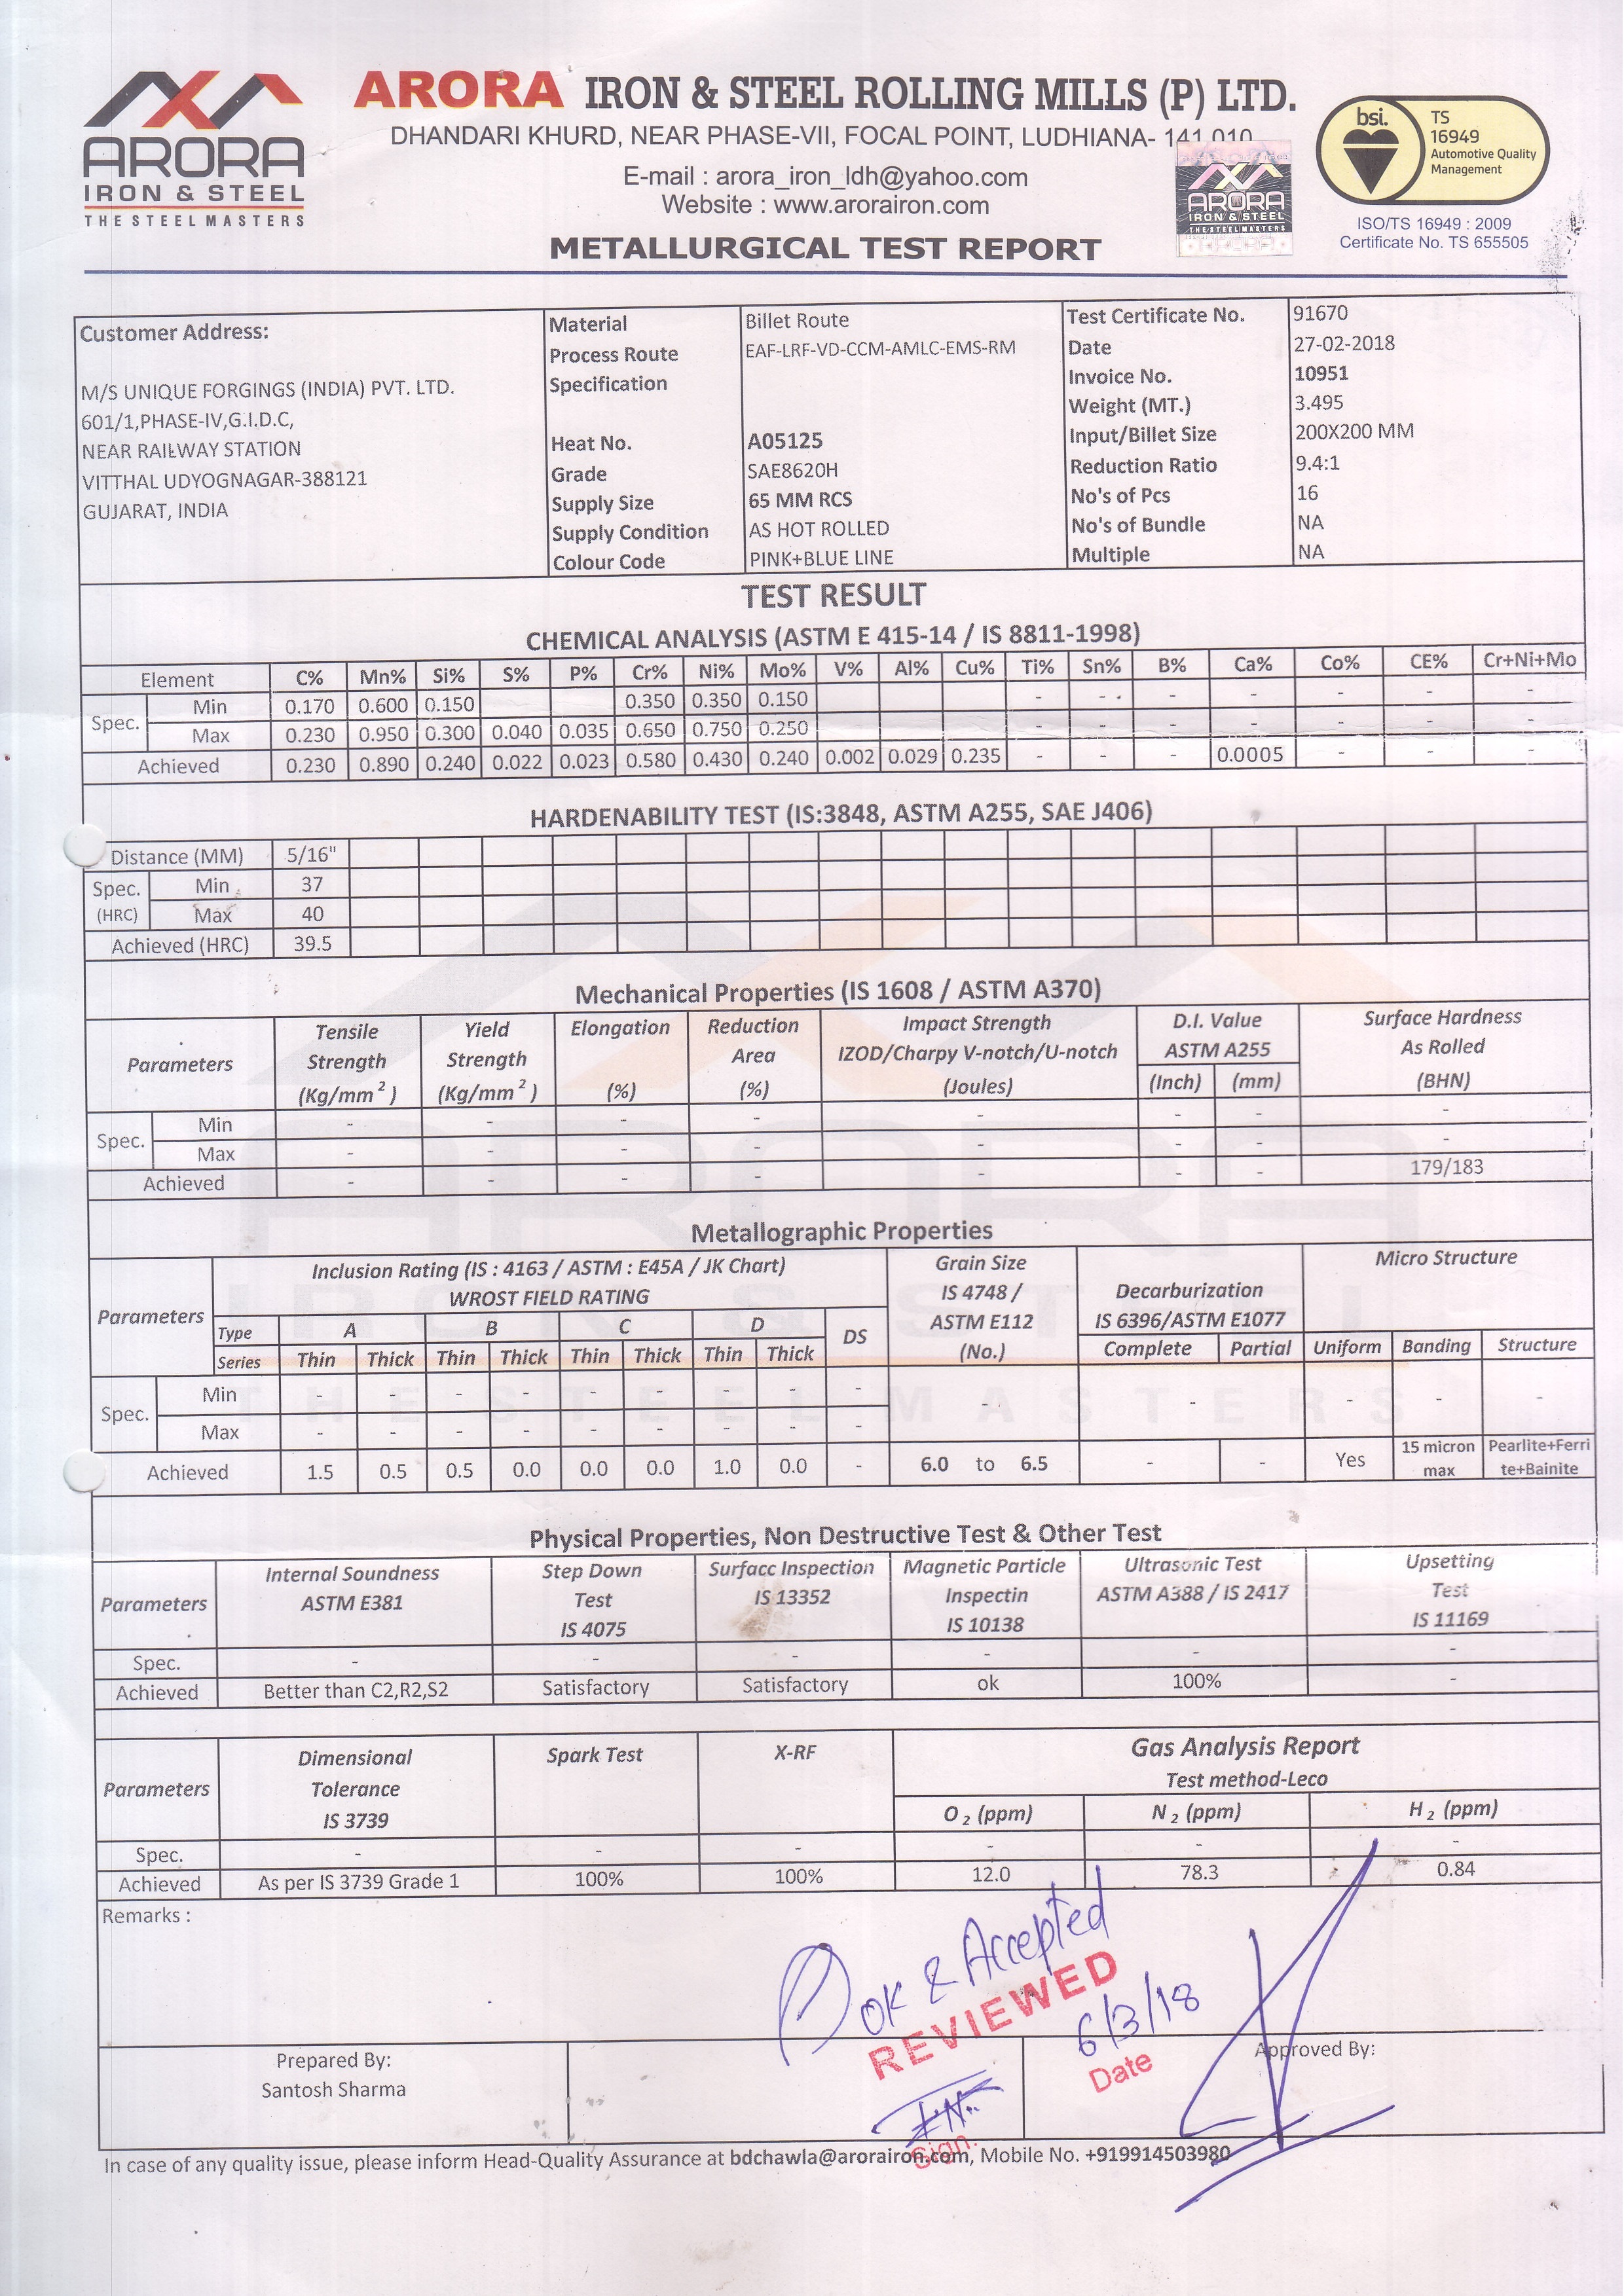 ARORA IRON & STEEL ROLLING MILLS (P) LTD.
DHANDARI KHURD, NEAR PHASE-VII, FOCAL POINT, LUDHIANA- 141 010
E-mail : arora_iron_ldh@yahoo.com
Website : www.arorairon.com
METALLURGICAL TEST REPORT
ARORA
IRON & STEEL
THE STEEL MASTERS
ARORA
IRON & STEEL
THE STEEL MASTERS
bsi.
TS
16949
Automotive Quality
Management
ISO/TS 16949 : 2009
Certificate No. TS 655505
Customer Address:
M/S UNIQUE FORGINGS (INDIA) PVT. LTD.
601/1,PHASE-IV,G.I.D.C,
NEAR RAILWAY STATION
VITTHAL UDYOGNAGAR-388121
GUJARAT, INDIA
Material Billet Route
Process Route EAF-LRF-VD-CCM-AMLC-EMS-RM
Specification
Heat No. A05125
Grade SAE8620H
Supply Size 65 MM RCS
Supply Condition AS HOT ROLLED
Colour Code PINK+BLUE LINE
Test Certificate No. 91670
Date 27-02-2018
Invoice No. 10951
Weight (MT.) 3.495
Input/Billet Size 200X200 MM
Reduction Ratio 9.4:1
No's of Pcs 16
No's of Bundle NA
Multiple NA
TEST RESULT
CHEMICAL ANALYSIS (ASTM E 415-14 / IS 8811-1998)
Element C% Mn% Si% S% P% Cr% Ni% Mo% V% Al% Cu% Ti% Sn% B% Ca% Co% CE% Cr+Ni+Mo
Spec. Min 0.170 0.600 0.150 0.350 0.350 0.150 - - - - - - -
Max 0.230 0.950 0.300 0.040 0.035 0.650 0.750 0.250 - - - - - - -
Achieved 0.230 0.890 0.240 0.022 0.023 0.580 0.430 0.240 0.002 0.029 0.235 - - - 0.0005 - - -
HARDENABILITY TEST (IS:3848, ASTM A255, SAE J406)
Distance (MM) 5/16"
Spec. (HRC) Min 37
Max 40
Achieved (HRC) 39.5
Mechanical Properties (IS 1608 / ASTM A370)
Parameters
Tensile Strength (Kg/mm²)
Yield Strength (Kg/mm²)
Elongation (%)
Reduction Area (%)
Impact Strength IZOD/Charpy V-notch/U-notch (Joules)
D.I. Value ASTM A255
(Inch) (mm)
Surface Hardness As Rolled (BHN)
Spec. Min - - - - - - - -
Max - - - - - - - -
Achieved - - - - - - - 179/183
Metallographic Properties
Parameters
Inclusion Rating (IS : 4163 / ASTM : E45A / JK Chart)
WROST FIELD RATING
Type A B C D DS
Series Thin Thick Thin Thick Thin Thick Thin Thick
Grain Size IS 4748 / ASTM E112 (No.)
Decarburization IS 6396/ASTM E1077
Complete Partial
Micro Structure
Uniform Banding Structure
Spec. Min - - - - - - - - - -- - - - -
Max - - - - - - - - -
Achieved 1.5 0.5 0.5 0.0 0.0 0.0 1.0 0.0 - 6.0 to 6.5 - - Yes 15 micron max Pearlite+Ferrite+Bainite
Physical Properties, Non Destructive Test & Other Test
Parameters
Internal Soundness ASTM E381
Step Down Test IS 4075
Surfacc Inspection IS 13352
Magnetic Particle Inspectin IS 10138
Ultrasonic Test ASTM A388 / IS 2417
Upsetting Test IS 11169
Spec. - - - - - -
Achieved Better than C2,R2,S2 Satisfactory Satisfactory ok 100% -
Parameters
Dimensional Tolerance IS 3739
Spark Test
X-RF
Gas Analysis Report
Test method-Leco
O2 (ppm) N2 (ppm) H2 (ppm)
Spec. - - - - - -
Achieved As per IS 3739 Grade 1 100% 100% 12.0 78.3 0.84
Remarks :
OK & Accepted
REVIEWED
6/3/18
Date
Sign.
Prepared By:
Santosh Sharma
Approved By:
In case of any quality issue, please inform Head-Quality Assurance at bdchawla@arorairon.com, Mobile No. +919914503980